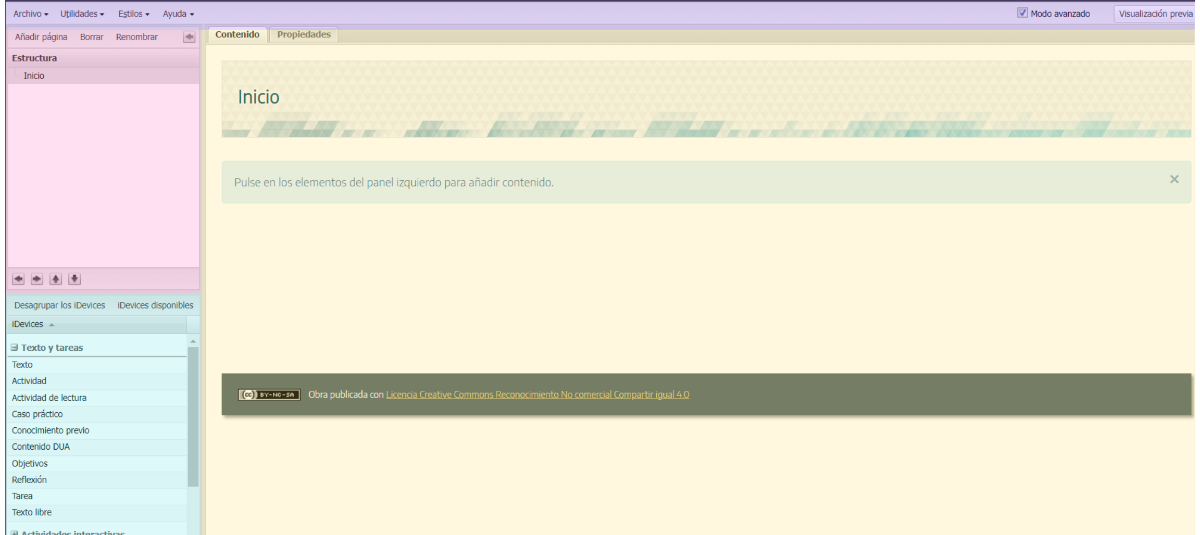 Archivo Utilidades Estilos Ayuda Modo avanzado Visualización previa
Añadir página Borrar Renombrar
Contenido Propiedades
Estructura
Inicio
Inicio
Pulse en los elementos del panel izquierdo para añadir contenido.
Desagrupar los iDevices iDevices disponibles
iDevices
Texto y tareas
Texto
Actividad
Actividad de lectura
Caso práctico
Conocimiento previo
Contenido DUA
Objetivos
Reflexión
Tarea
Texto libre
Actividades interactivas
(cc) BY-NC-SA Obra publicada con Licencia Creative Commons Reconocimiento No comercial Compartir igual 4.0